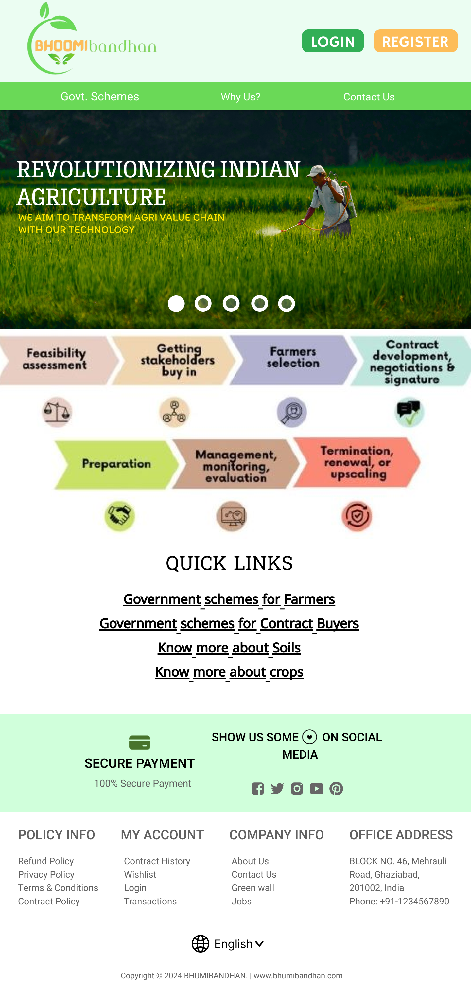 BHOOMIbandhan
LOGIN
REGISTER
Govt. Schemes
Why Us?
Contact Us
REVOLUTIONIZING INDIAN
AGRICULTURE
WE AIM TO TRANSFORM AGRI VALUE CHAIN
WITH OUR TECHNOLOGY
Feasibility
assessment
Getting
stakeholders
buy in
Farmers
selection
Contract
development,
negotiations &
signature
Preparation
Management,
monitoring,
evaluation
Termination,
renewal, or
upscaling
QUICK LINKS
Government schemes for Farmers
Government schemes for Contract Buyers
Know more about Soils
Know more about crops
SECURE PAYMENT
100% Secure Payment
SHOW US SOME ON SOCIAL
MEDIA
POLICY INFO
Refund Policy
Privacy Policy
Terms & Conditions
Contract Policy
MY ACCOUNT
Contract History
Wishlist
Login
Transactions
COMPANY INFO
About Us
Contact Us
Green wall
Jobs
OFFICE ADDRESS
BLOCK NO. 46, Mehrauli
Road, Ghaziabad,
201002, India
Phone: +91-1234567890
English
Copyright © 2024 BHUMIBANDHAN. | www.bhumibandhan.com